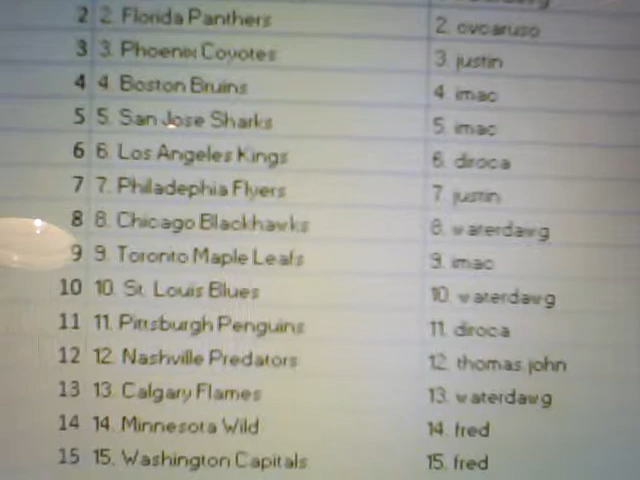 2 2. Florida Panthers 2. ovcaruso
3 3. Phoenix Coyotes 3. justin
4 4. Boston Bruins 4. imac
5 5. San Jose Sharks 5. imac
6 6. Los Angeles Kings 6. diroca
7 7. Philadephia Flyers 7. justin
8 8. Chicago Blackhawks 8. waterdawg
9 9. Toronto Maple Leafs 9. imac
10 10. St. Louis Blues 10. waterdawg
11 11. Pittsburgh Penguins 11. diroca
12 12. Nashville Predators 12. thomas john
13 13. Calgary Flames 13. waterdawg
14 14. Minnesota Wild 14. fred
15 15. Washington Capitals 15. fred